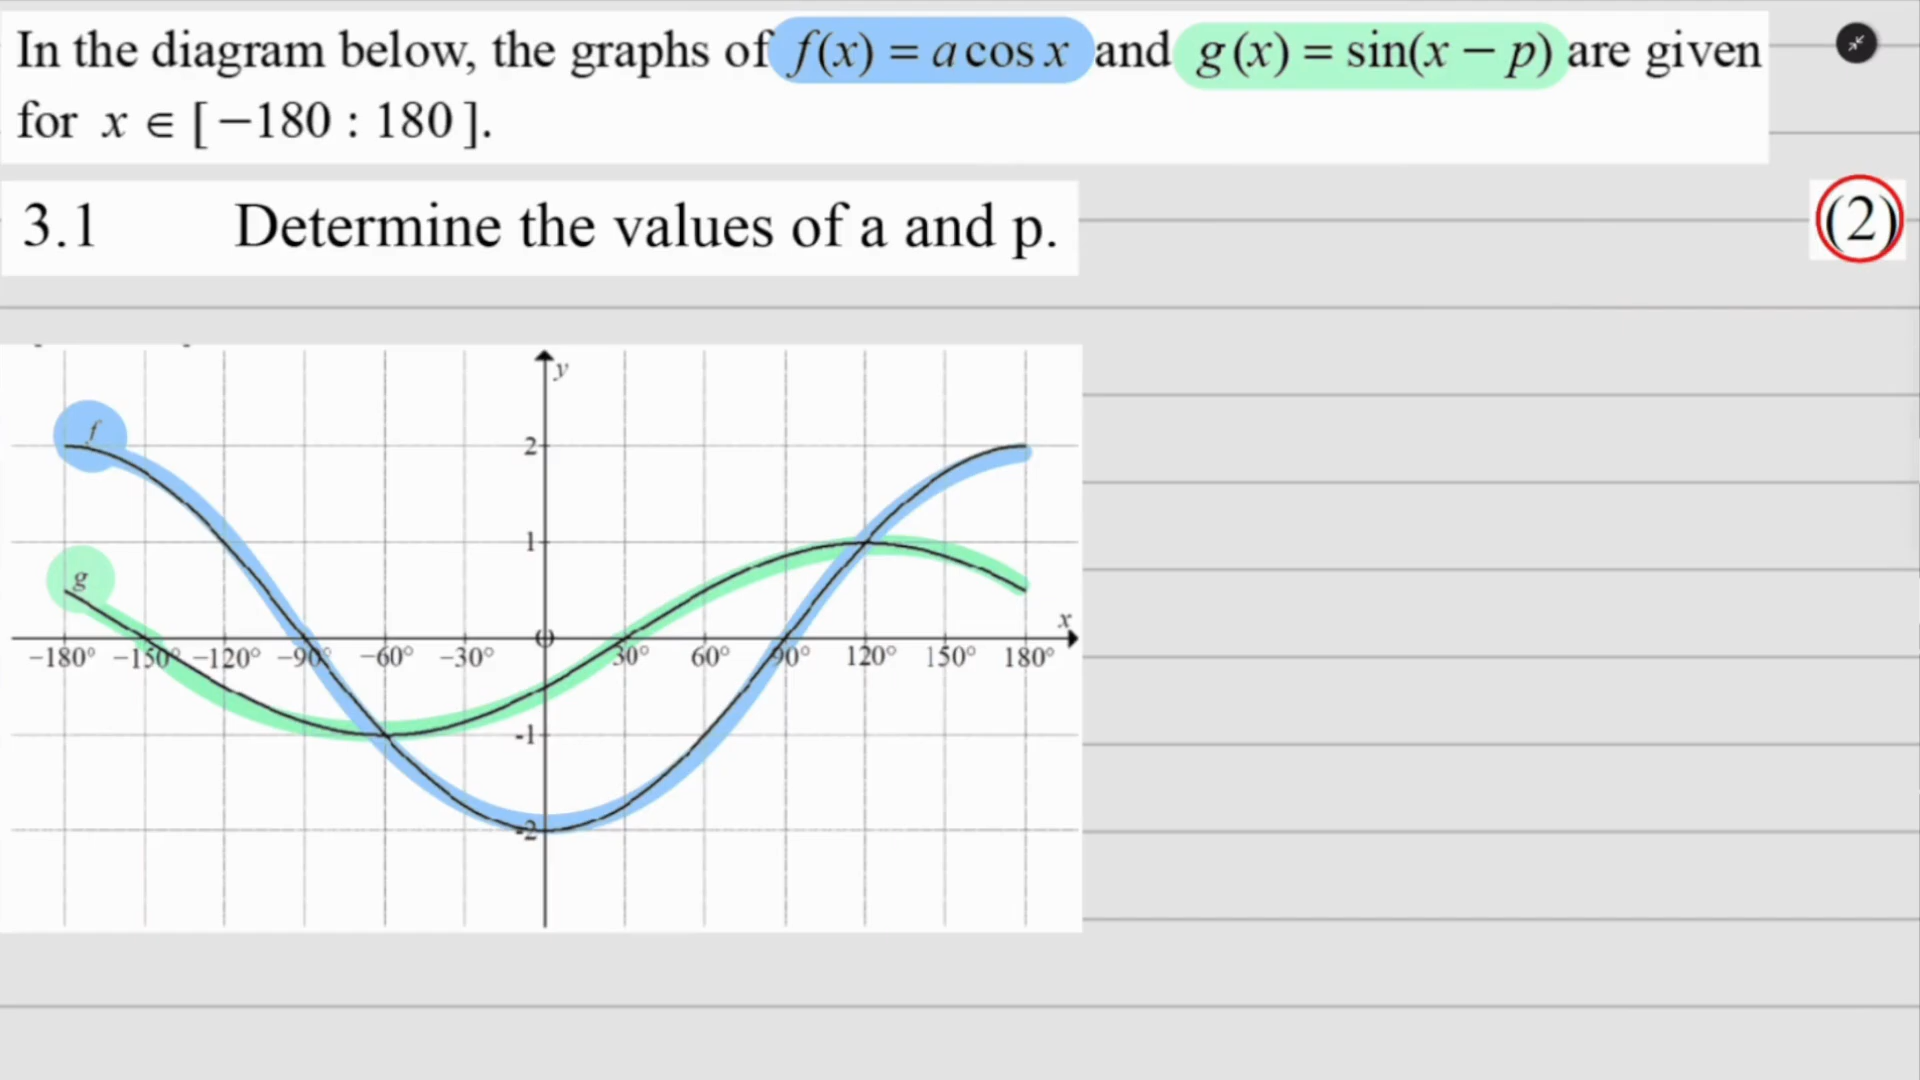 In the diagram below, the graphs of f(x) = a cos x and g(x) = sin(x − p) are given
for x ∈ [−180 : 180].
3.1 Determine the values of a and p.
(2)
y
f
2
1
g
x
0
−180° −150° −120° −90° −60° −30° 30° 60° 90° 120° 150° 180°
-1
-2